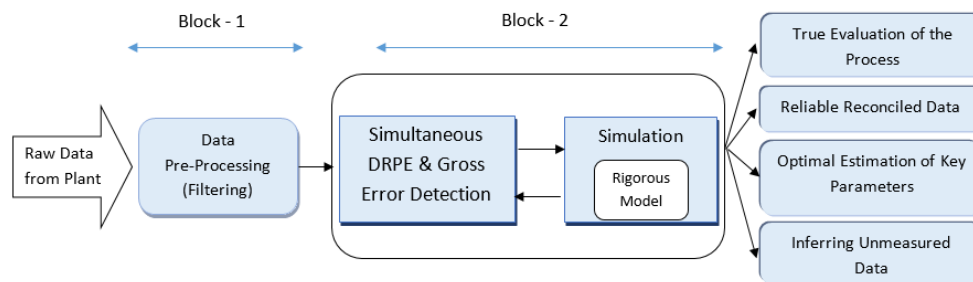 Block - 1
Block - 2
Raw Data
from Plant
Data
Pre-Processing
(Filtering)
Simultaneous
DRPE & Gross
Error Detection
Simulation
Rigorous
Model
True Evaluation of the
Process
Reliable Reconciled Data
Optimal Estimation of Key
Parameters
Inferring Unmeasured
Data